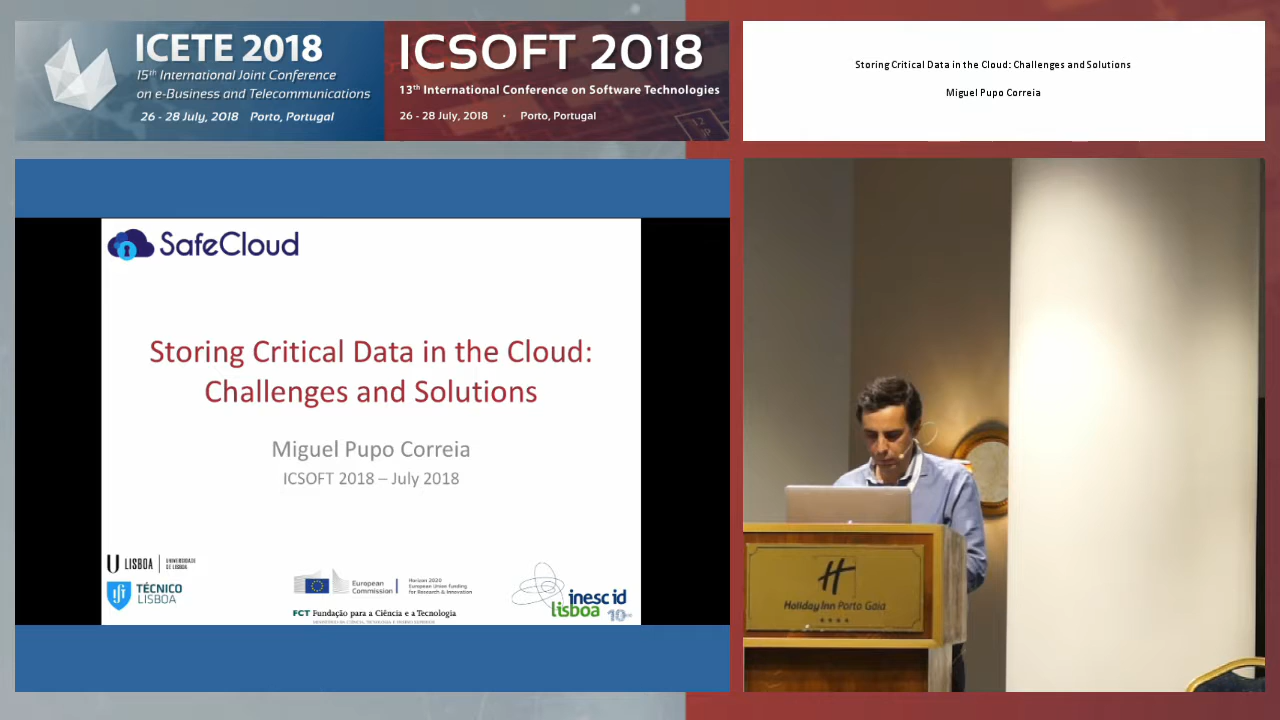 ICETE 2018
15th International Joint Conference
on e-Business and Telecommunications
26 - 28 July, 2018 Porto, Portugal
ICSOFT 2018
13th International Conference on Software Technologies
26 - 28 July, 2018 · Porto, Portugal
Storing Critical Data in the Cloud: Challenges and Solutions
Miguel Pupo Correia
SafeCloud
Storing Critical Data in the Cloud:
Challenges and Solutions
Miguel Pupo Correia
ICSOFT 2018 – July 2018
U LISBOA | UNIVERSIDADE
DE LISBOA
TÉCNICO
LISBOA
European
Commission
Horizon 2020
European Union funding
for Research & Innovation
FCT Fundação para a Ciência e a Tecnologia
inesc id
lisboa
10
H
Holiday Inn Porto Gaia